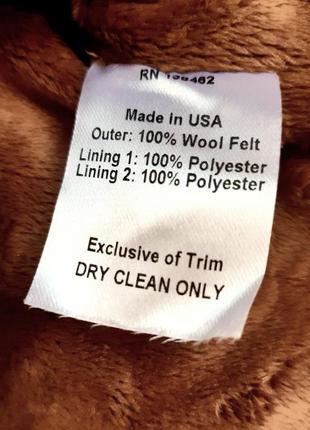 RN
Made in USA
Outer: 100% Wool Felt
Lining 1: 100% Polyester
Lining 2: 100% Polyester
Exclusive of Trim
DRY CLEAN ONLY